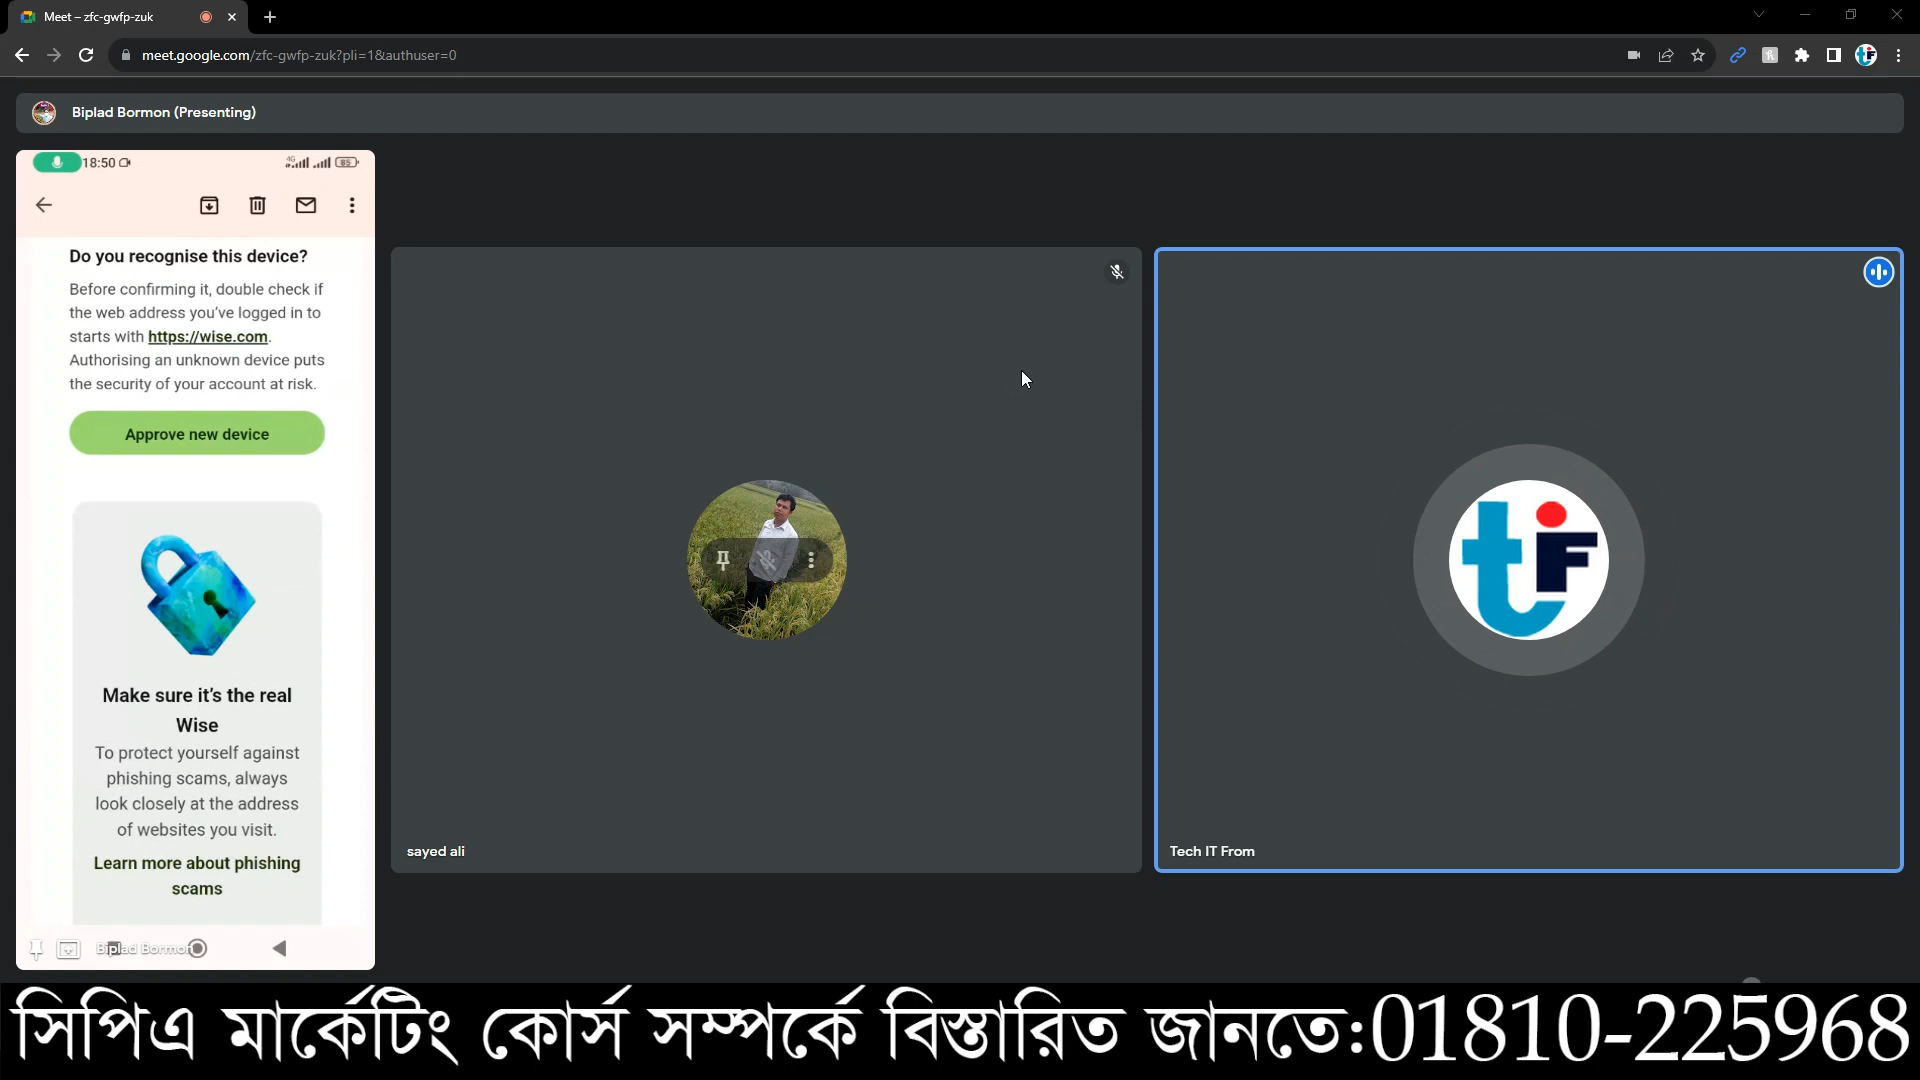 Meet – zfc-gwfp-zuk
meet.google.com/zfc-gwfp-zuk?pli=1&authuser=0
Biplad Bormon (Presenting)
18:50
4G
85
Do you recognise this device?
Before confirming it, double check if
the web address you’ve logged in to
starts with https://wise.com.
Authorising an unknown device puts
the security of your account at risk.
Approve new device
Make sure it’s the real
Wise
To protect yourself against
phishing scams, always
look closely at the address
of websites you visit.
Learn more about phishing
scams
Biplad Bormon
sayed ali
tiF
Tech IT From
সিপিএ মার্কেটিং কোর্স সম্পর্কে বিস্তারিত জানতে:01810-225968